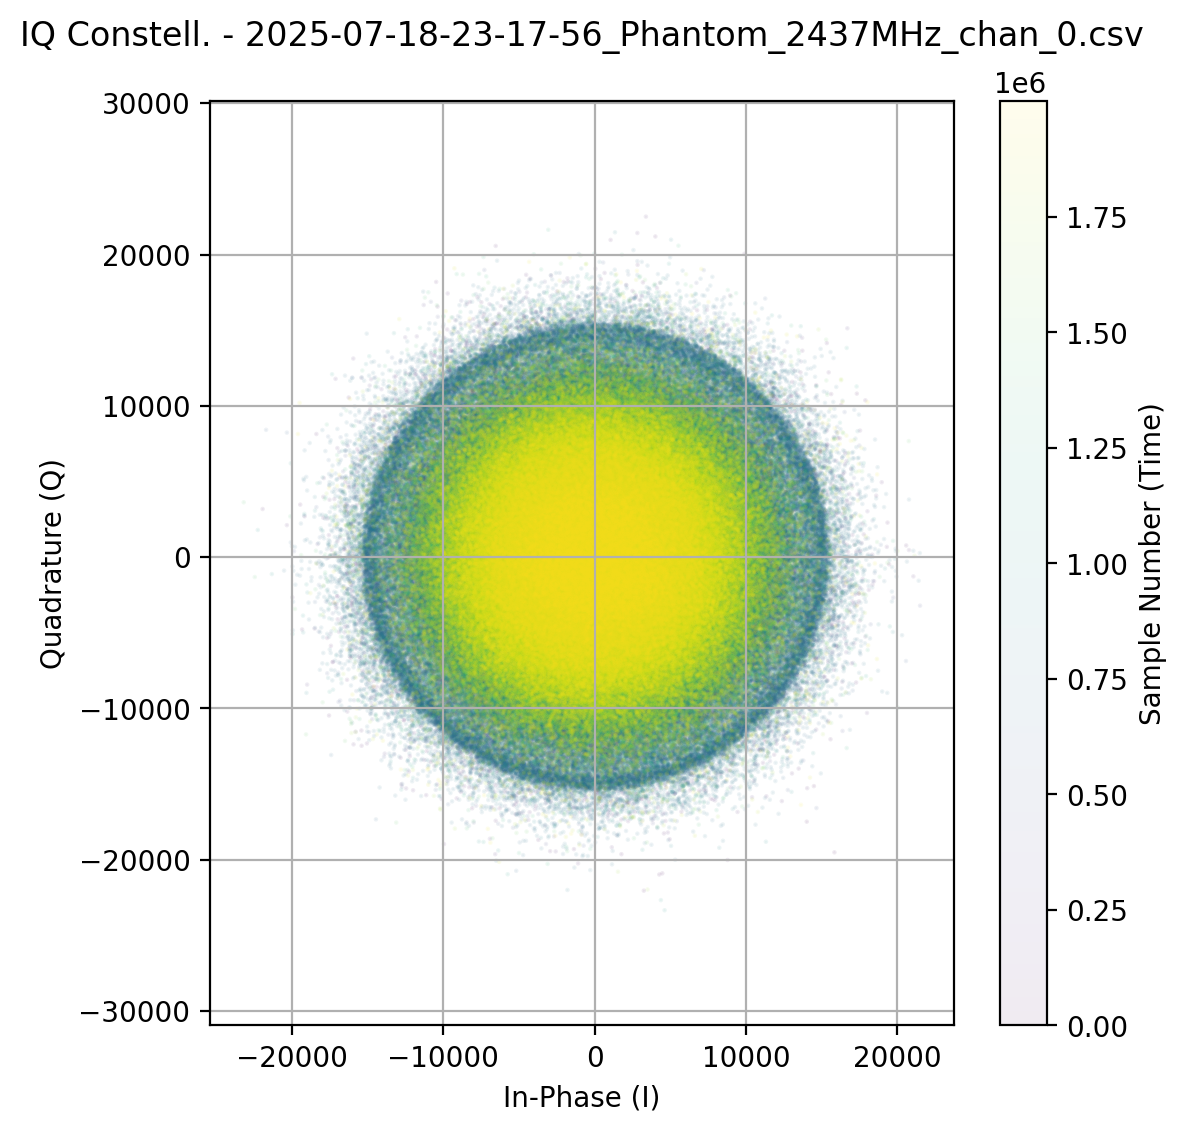 IQ Constell. - 2025-07-18-23-17-56_Phantom_2437MHz_chan_0.csv
1e6
30000
20000
10000
0
−10000
−20000
−30000
Quadrature (Q)
−20000 −10000 0 10000 20000
In-Phase (I)
1.75
1.50
1.25
1.00
0.75
0.50
0.25
0.00
Sample Number (Time)